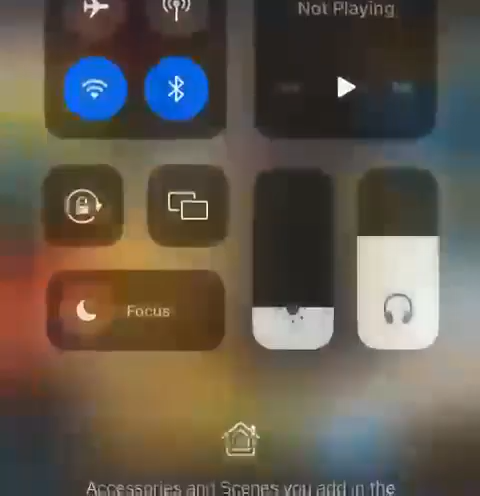 Not Playing
Focus
Accessories and Scenes you add in the